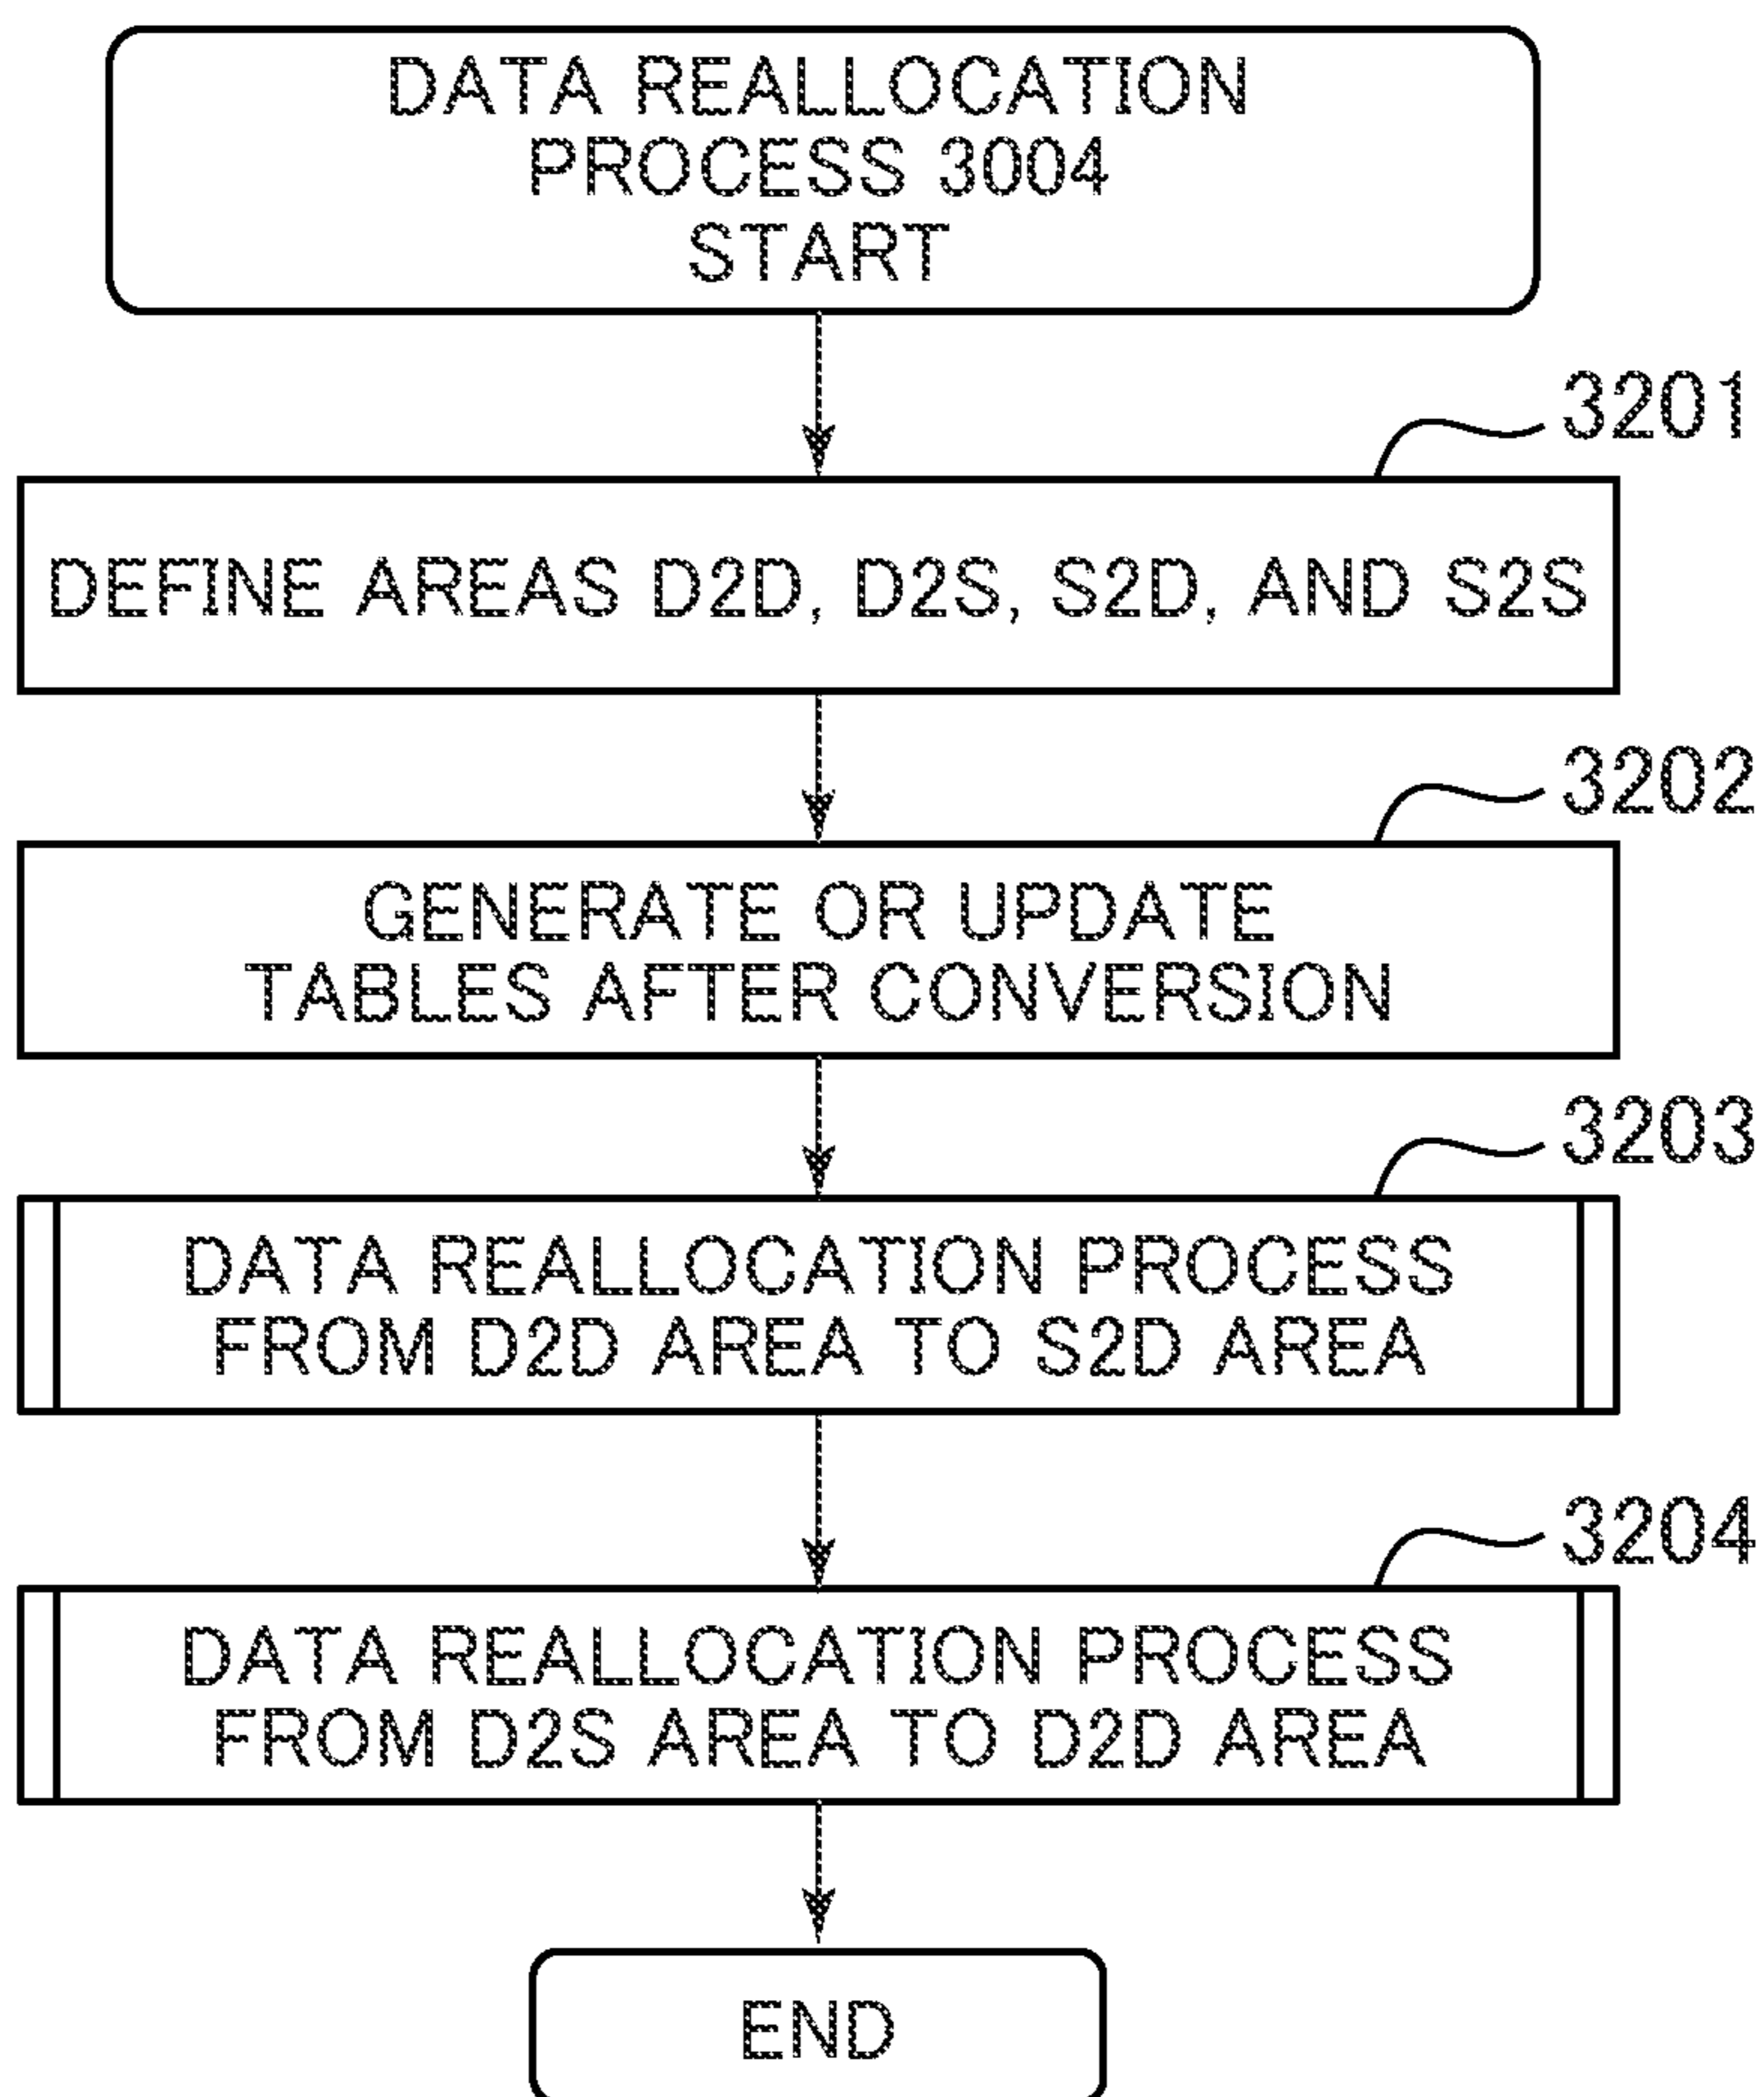 DATA REALLOCATION
PROCESS 3004
START
3201
DEFINE AREAS D2D, D2S, S2D, AND S2S
3202
GENERATE OR UPDATE
TABLES AFTER CONVERSION
3203
DATA REALLOCATION PROCESS
FROM D2D AREA TO S2D AREA
3204
DATA REALLOCATION PROCESS
FROM D2S AREA TO D2D AREA
END